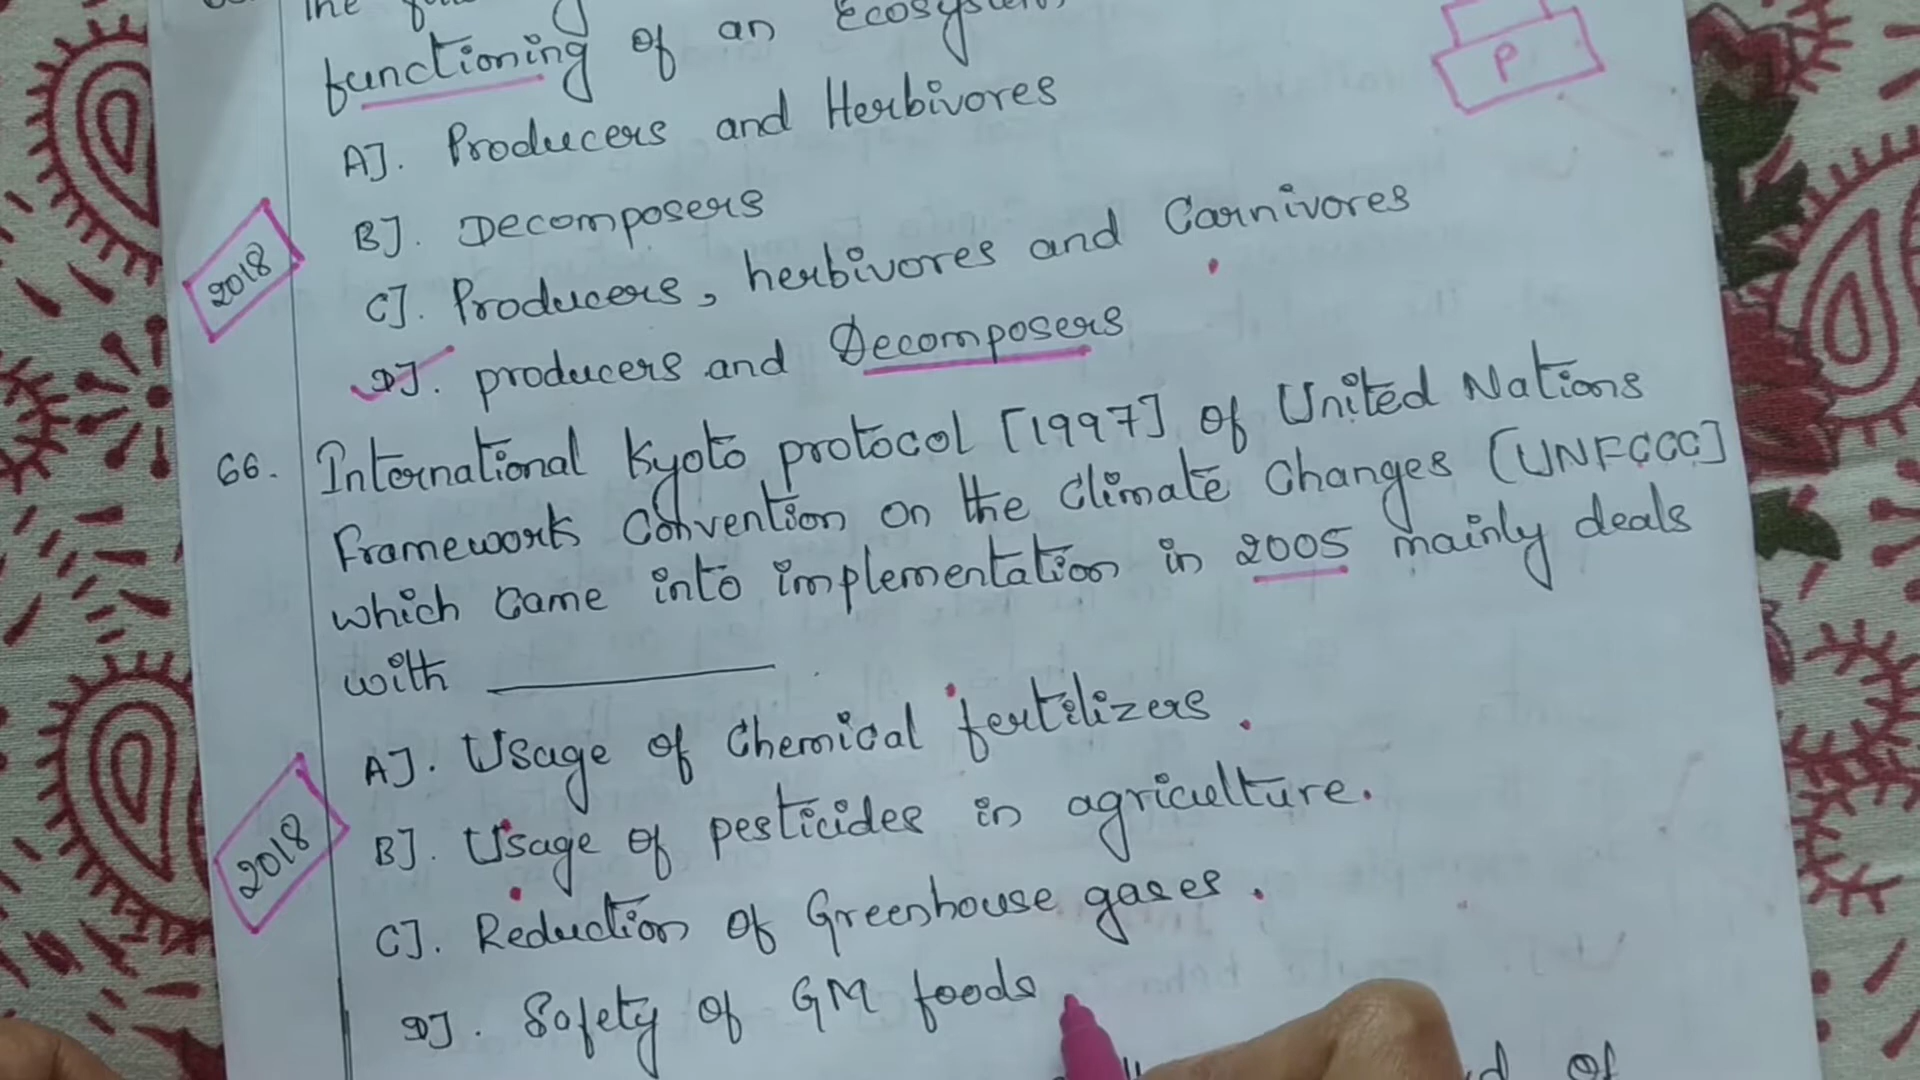 The
functioning of an Ecosystem
A]. Producers and Herbivores
P
B]. Decomposers
2018
C]. Producers, herbivores and Carnivores
D]. producers and Decomposers
66. International Kyoto protocol [1997] of United Nations
Framework Convention on the Climate Changes (UNFCCC]
which Came into implementation in 2005 mainly deals
with ________
A]. Usage of Chemical fertilizers.
B]. Usage of pesticides in agriculture.
2018
C]. Reduction of Greenhouse gases.
D]. Safety of GM foods
of